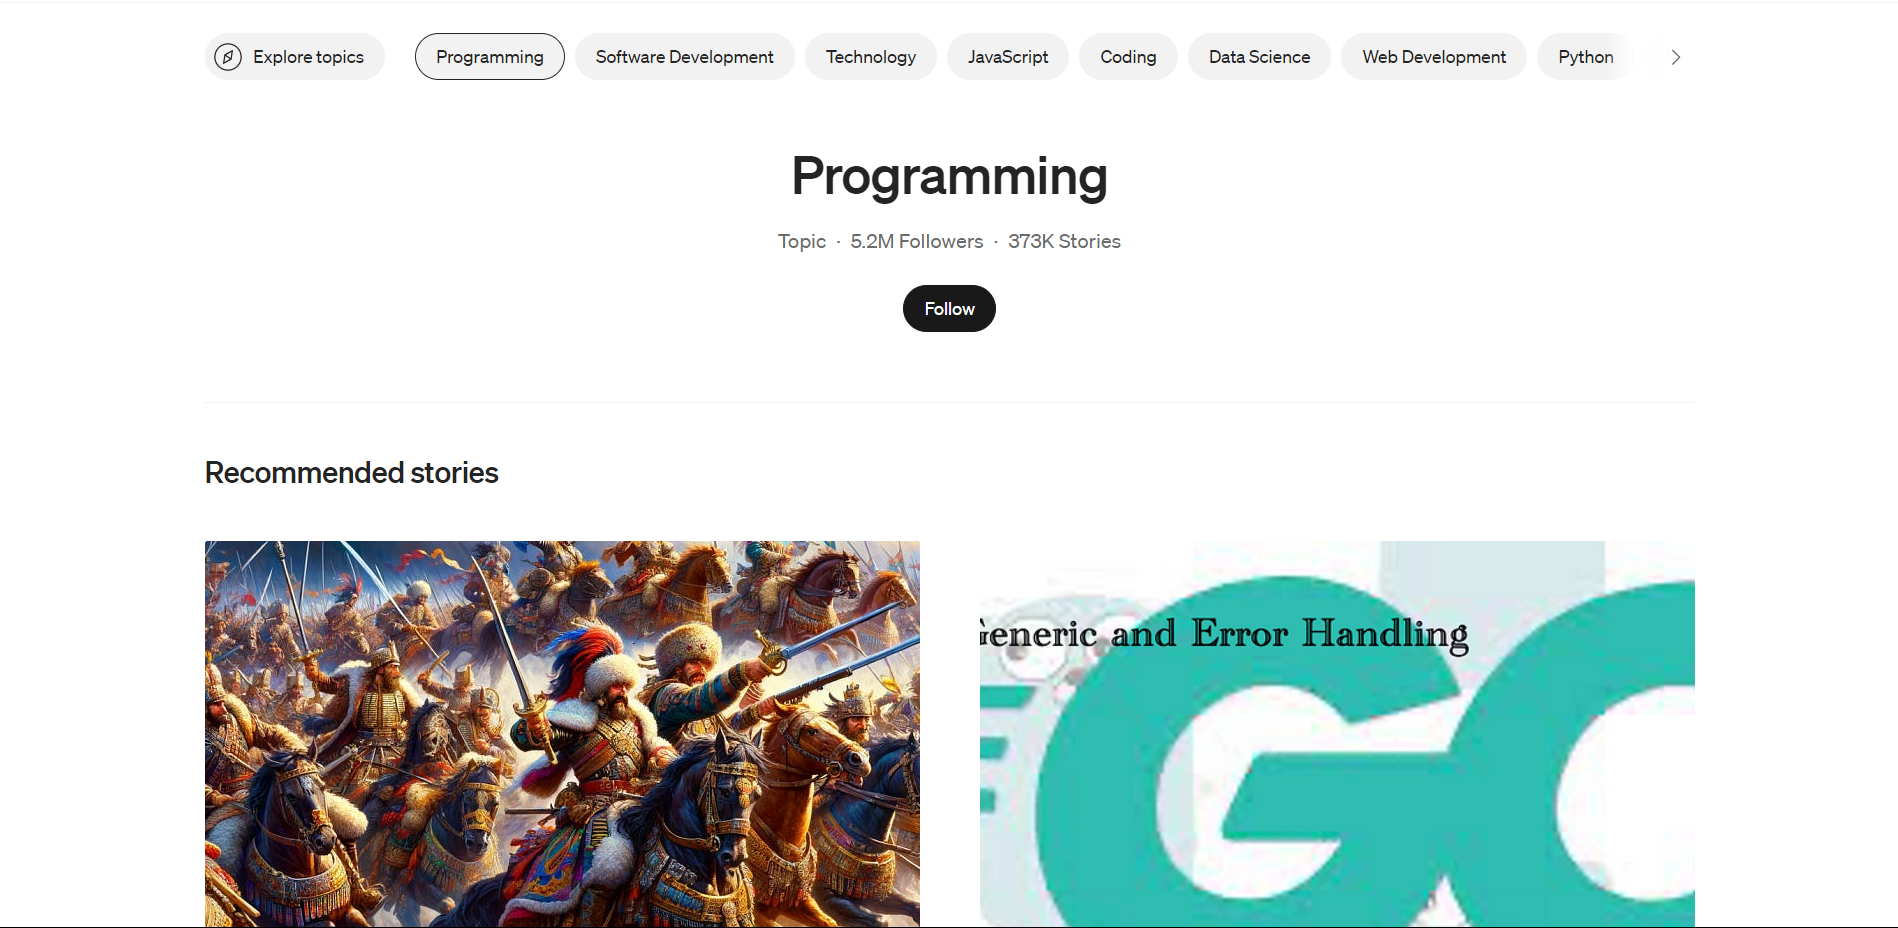 Explore topics
Programming
Software Development
Technology
JavaScript
Coding
Data Science
Web Development
Python
Programming
Topic · 5.2M Followers · 373K Stories
Follow
Recommended stories
Generic and Error Handling
GO